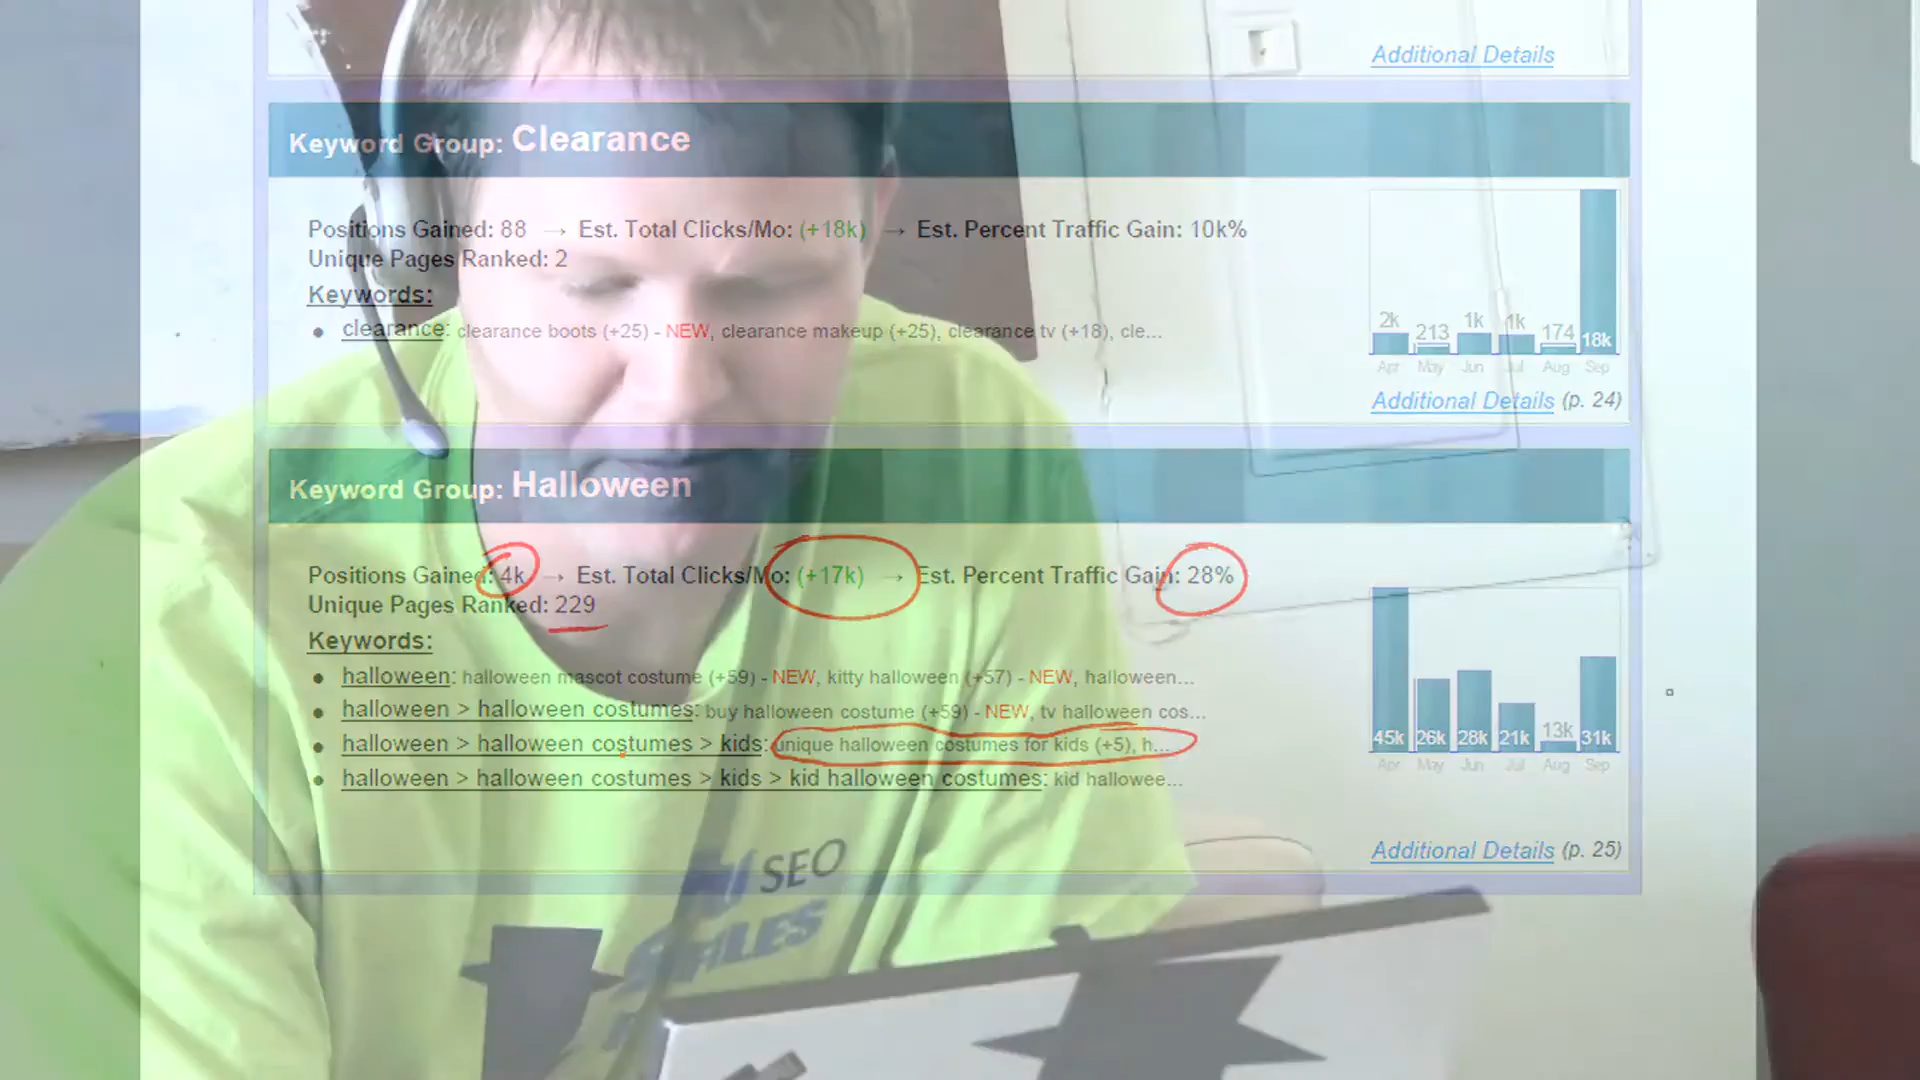 Additional Details
Keyword Group: Clearance
Positions Gained: 88 → Est. Total Clicks/Mo: (+18k) → Est. Percent Traffic Gain: 10k%
Unique Pages Ranked: 2
Keywords:
• clearance: clearance boots (+25) - NEW, clearance makeup (+25), clearance tv (+18), cle...
2k 213 1k 1k 174 18k
Apr May Jun Jul Aug Sep
Additional Details (p. 24)
Keyword Group: Halloween
Positions Gained: 4k → Est. Total Clicks/Mo: (+17k) → Est. Percent Traffic Gain: 28%
Unique Pages Ranked: 229
Keywords:
• halloween: halloween mascot costume (+59) - NEW, kitty halloween (+57) - NEW, halloween...
• halloween > halloween costumes: buy halloween costume (+59) - NEW, tv halloween cos...
• halloween > halloween costumes > kids: unique halloween costumes for kids (+5), h...
• halloween > halloween costumes > kids > kid halloween costumes: kid hallowee...
45k 26k 28k 21k 13k 31k
Apr May Jun Jul Aug Sep
Additional Details (p. 25)
SEO